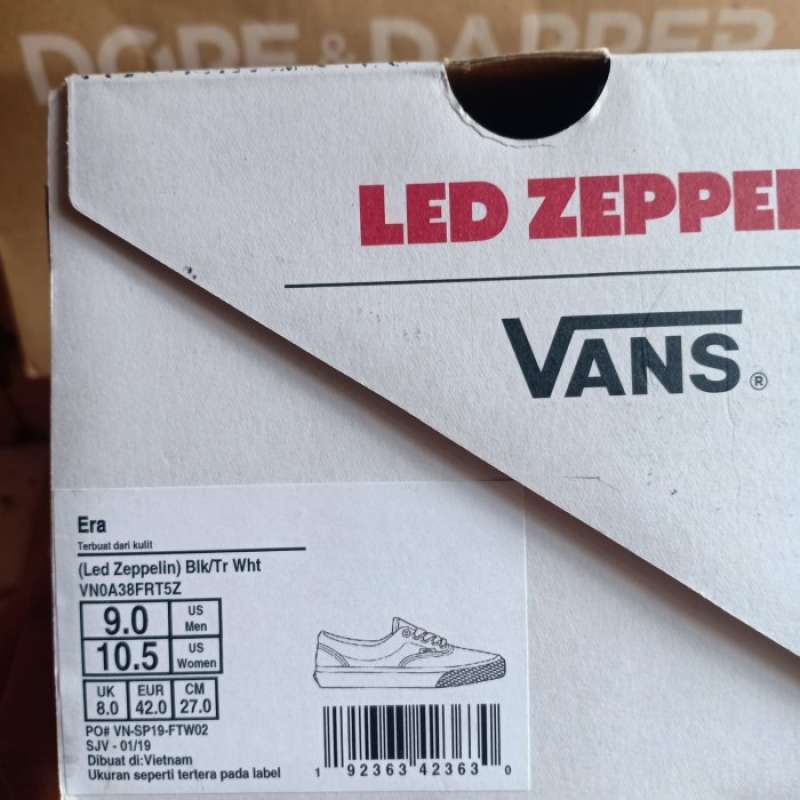 DOPE & DAPPER
LED ZEPPE
VANS®
Era
Terbuat dari kulit
(Led Zeppelin) Blk/Tr Wht
VN0A38FRT5Z
9.0 US Men
10.5 US Women
UK 8.0 EUR 42.0 CM 27.0
PO# VN-SP19-FTW02
SJV - 01/19
Dibuat di:Vietnam
Ukuran seperti tertera pada label
1 92363 42363 0